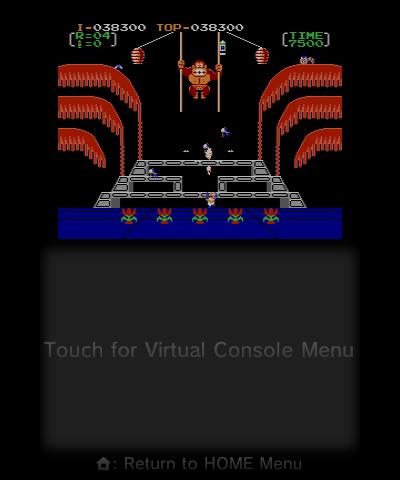 I-038300 TOP-038300
R=04
!=0
TIME
7500
Touch for Virtual Console Menu
: Return to HOME Menu